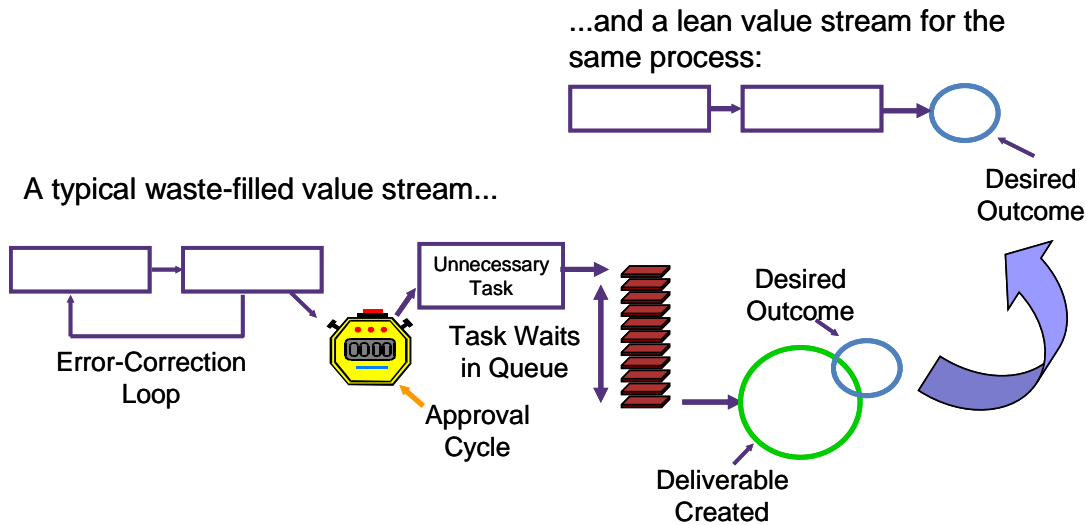 ...and a lean value stream for the
same process:
Desired
Outcome
A typical waste-filled value stream...
Unnecessary
Task
Desired
Outcome
0000
Task Waits
in Queue
Error-Correction
Loop
Approval
Cycle
Deliverable
Created